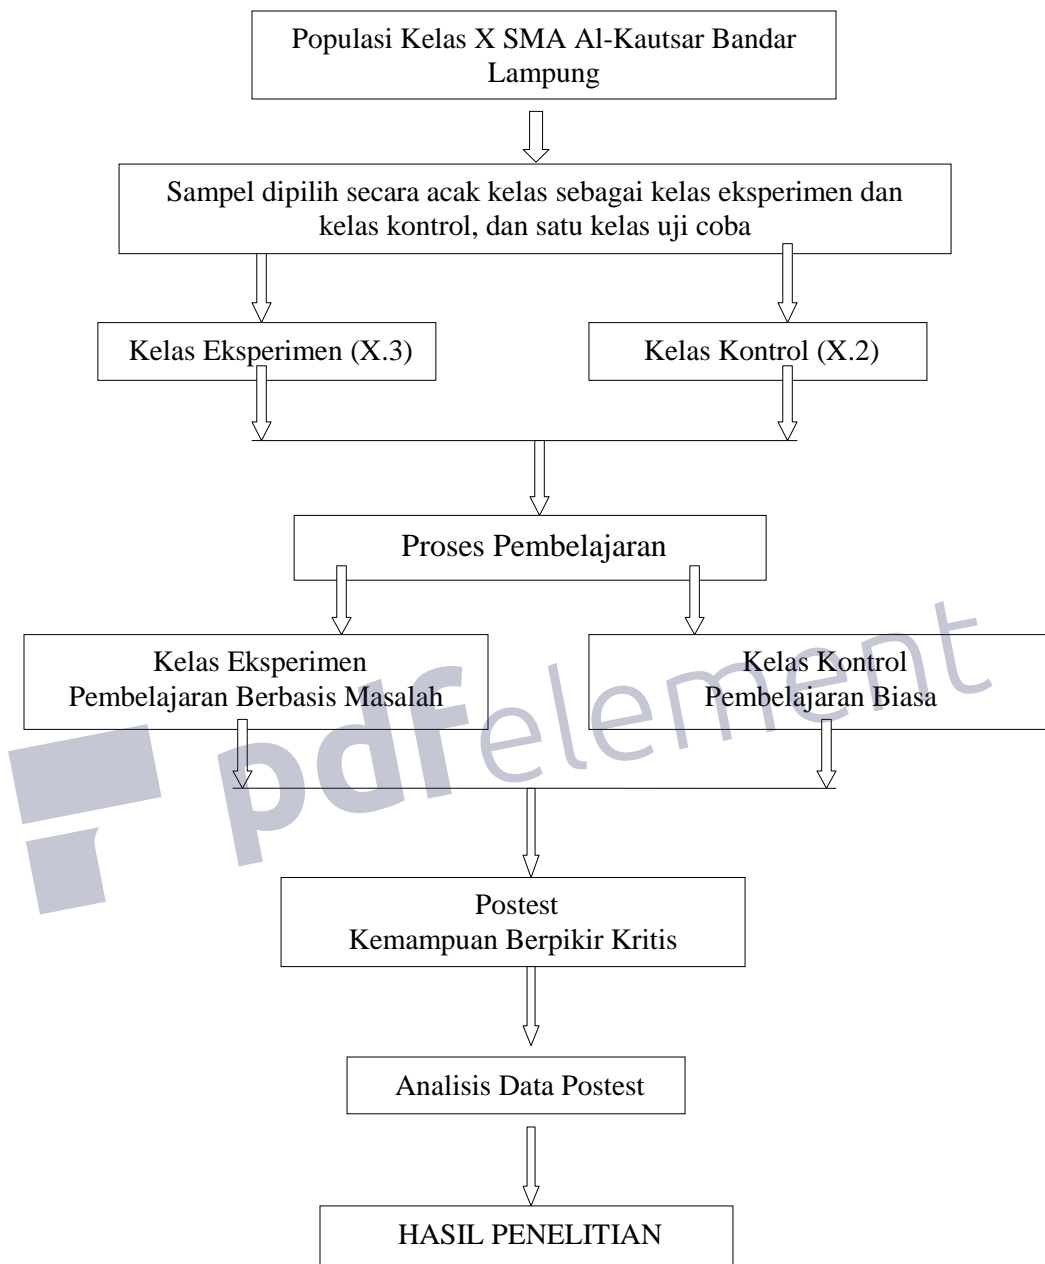 Populasi Kelas X SMA Al-Kautsar Bandar
Lampung
Sampel dipilih secara acak kelas sebagai kelas eksperimen dan
kelas kontrol, dan satu kelas uji coba
Kelas Eksperimen (X.3)
Kelas Kontrol (X.2)
Proses Pembelajaran
Kelas Eksperimen
Pembelajaran Berbasis Masalah
Kelas Kontrol
Pembelajaran Biasa
pdfelement
Postest
Kemampuan Berpikir Kritis
Analisis Data Postest
HASIL PENELITIAN